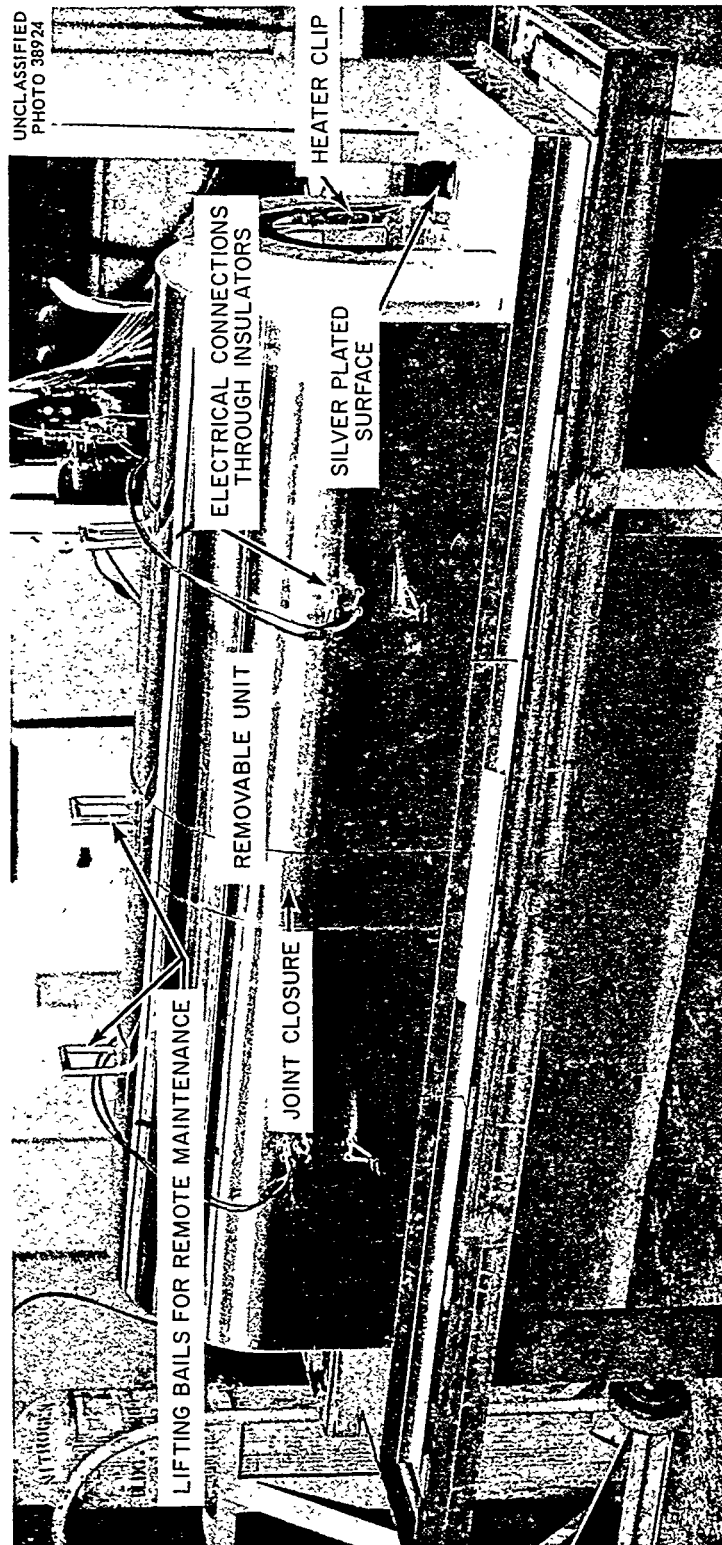 UNCLASSIFIED
PHOTO 38924
LIFTING BAILS FOR REMOTE MAINTENANCE
JOINT CLOSURE
REMOVABLE UNIT
ELECTRICAL CONNECTIONS
THROUGH INSULATORS
SILVER PLATED
SURFACE
HEATER CLIP